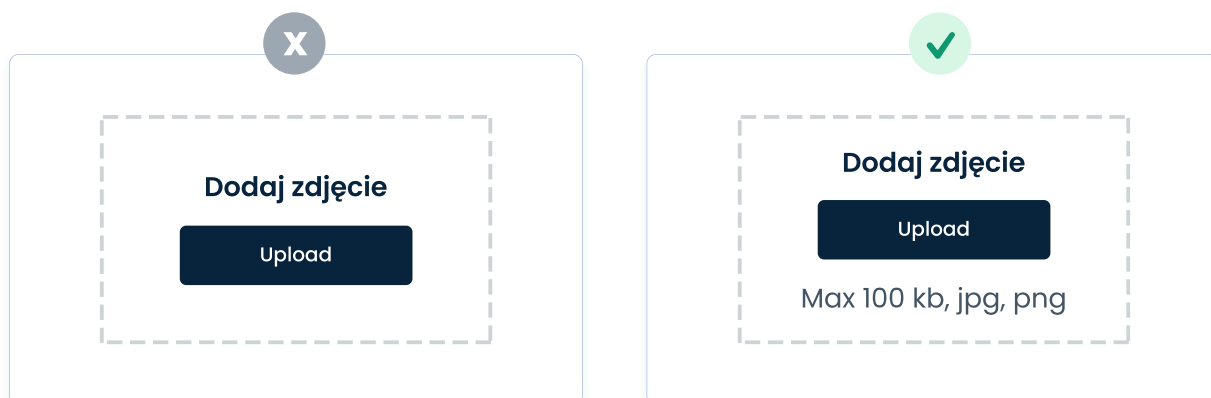 X
Dodaj zdjęcie
Upload
Dodaj zdjęcie
Upload
Max 100 kb, jpg, png